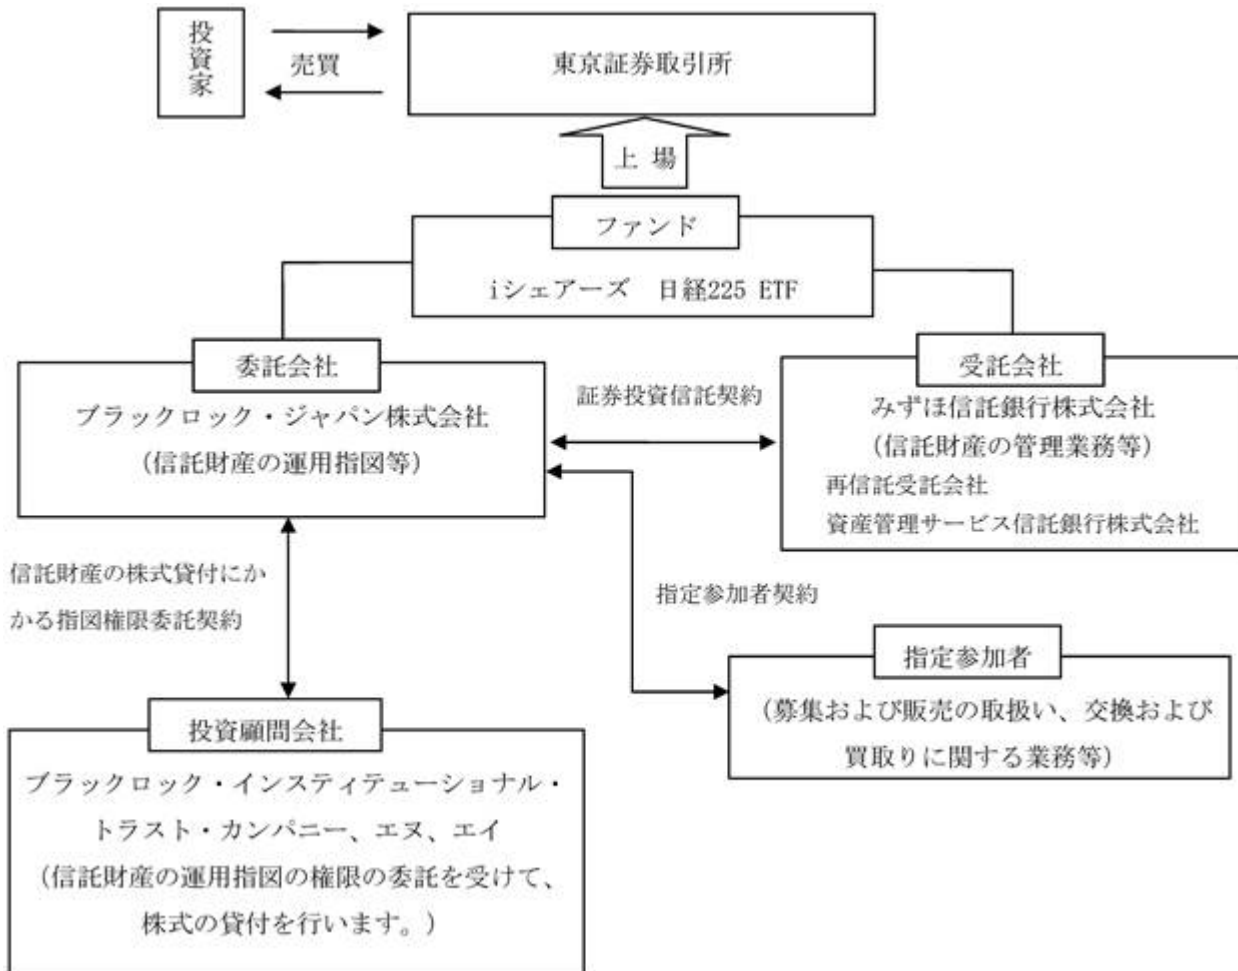 投資家
売買
東京証券取引所
上 場
ファンド
iシェアーズ 日経225 ETF
委託会社
ブラックロック・ジャパン株式会社
(信託財産の運用指図等)
証券投資信託契約
受託会社
みずほ信託銀行株式会社
(信託財産の管理業務等)
再信託受託会社
資産管理サービス信託銀行株式会社
信託財産の株式貸付にか
かる指図権限委託契約
指定参加者契約
指定参加者
(募集および販売の取扱い、交換および
買取りに関する業務等)
投資顧問会社
ブラックロック・インスティテューショナル・
トラスト・カンパニー、エヌ、エイ
(信託財産の運用指図の権限の委託を受けて、
株式の貸付を行います。)